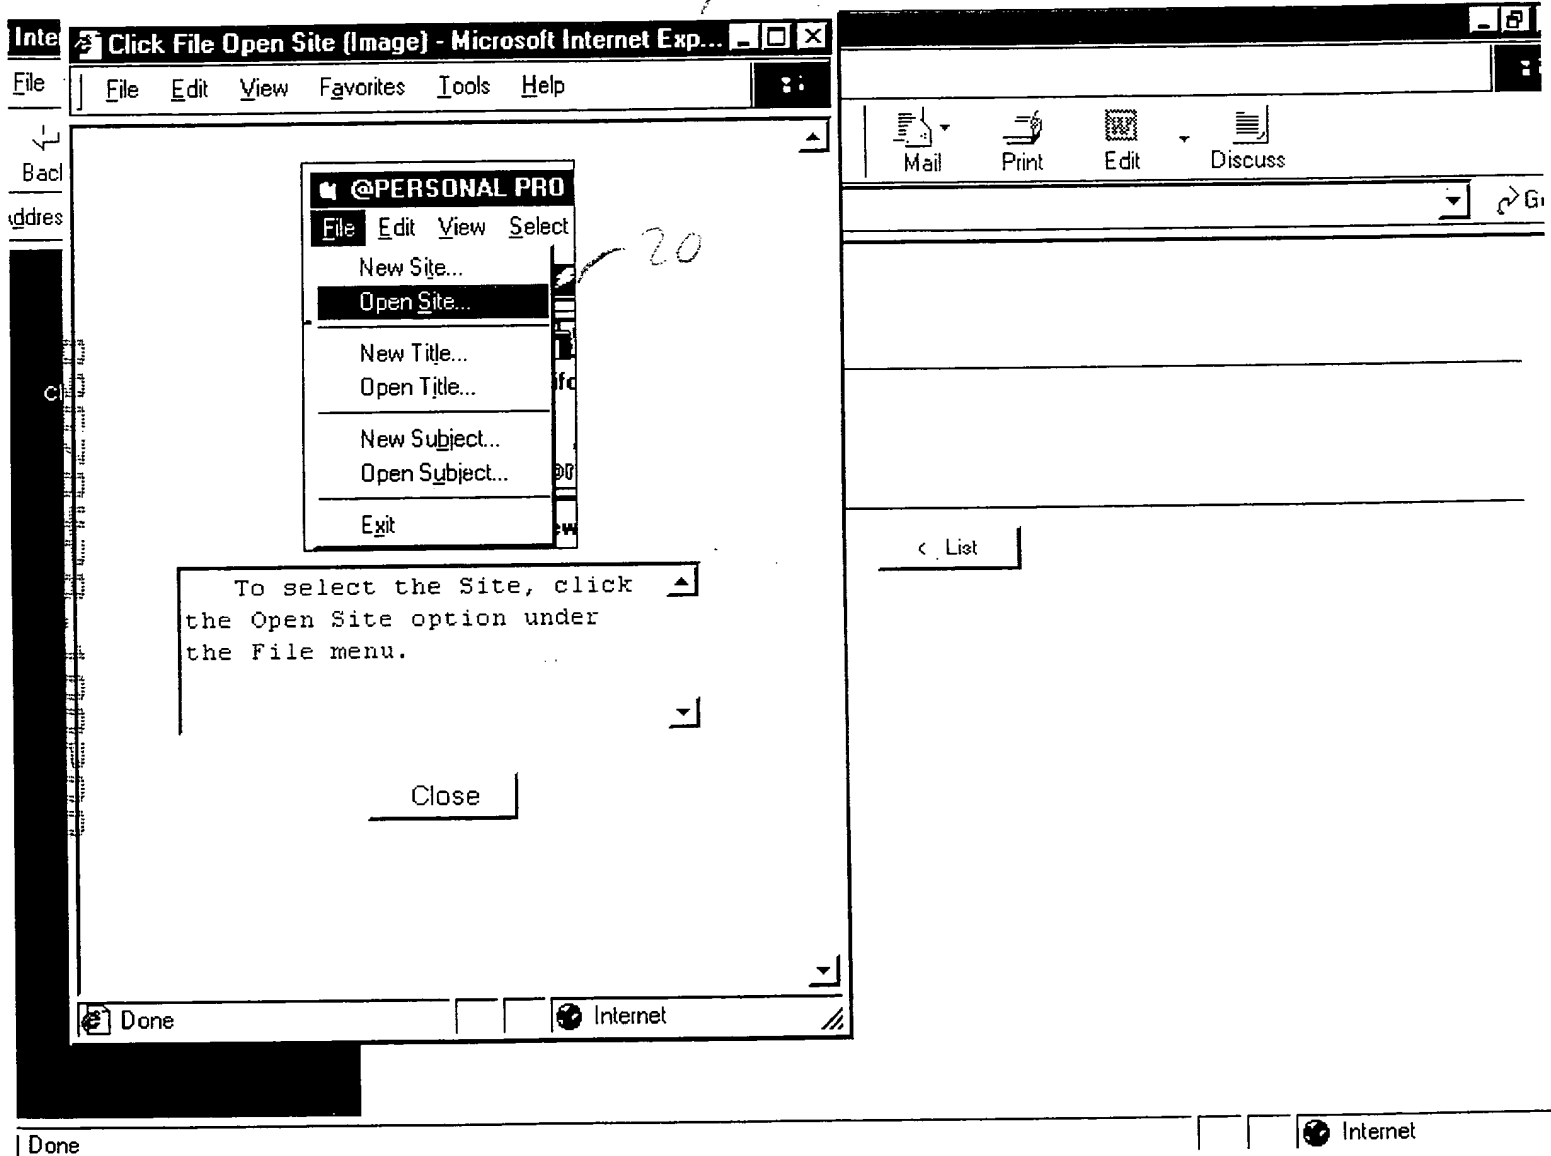 Inte
Click File Open Site (Image) - Microsoft Internet Exp...
File
File Edit View Favorites Tools Help
Mail Print Edit Discuss
Bacl
ddres
G
@PERSONAL PRO
File Edit View Select
20
New Site...
Open Site...
New Title...
Open Title...
New Subject...
Open Subject...
Exit
ifo
ew
cl
< List
To select the Site, click
the Open Site option under
the File menu.
Close
Done Internet
Done Internet